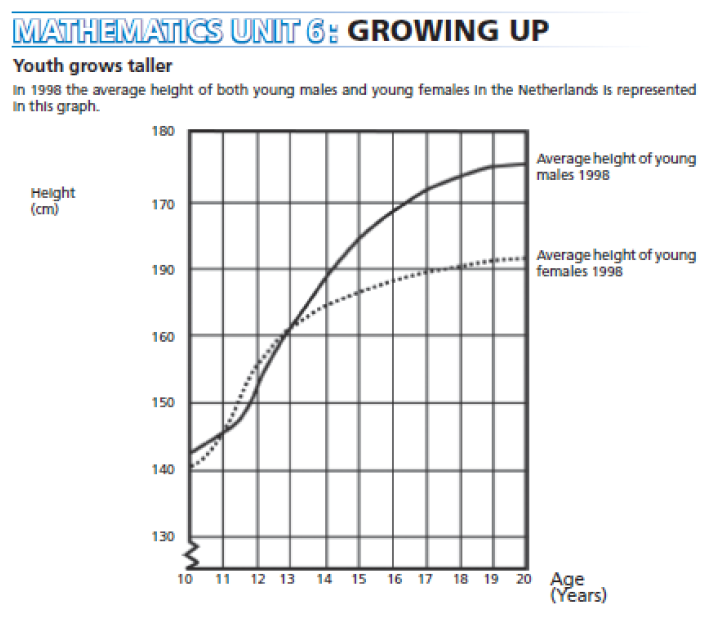 MATHEMATICS UNIT 6: GROWING UP
Youth grows taller
In 1998 the average height of both young males and young females in the Netherlands is represented
in this graph.
180
Average height of young
males 1998
Height
(cm)
170
Average height of young
females 1998
190
160
150
140
130
10 11 12 13 14 15 16 17 18 19 20
Age
(Years)